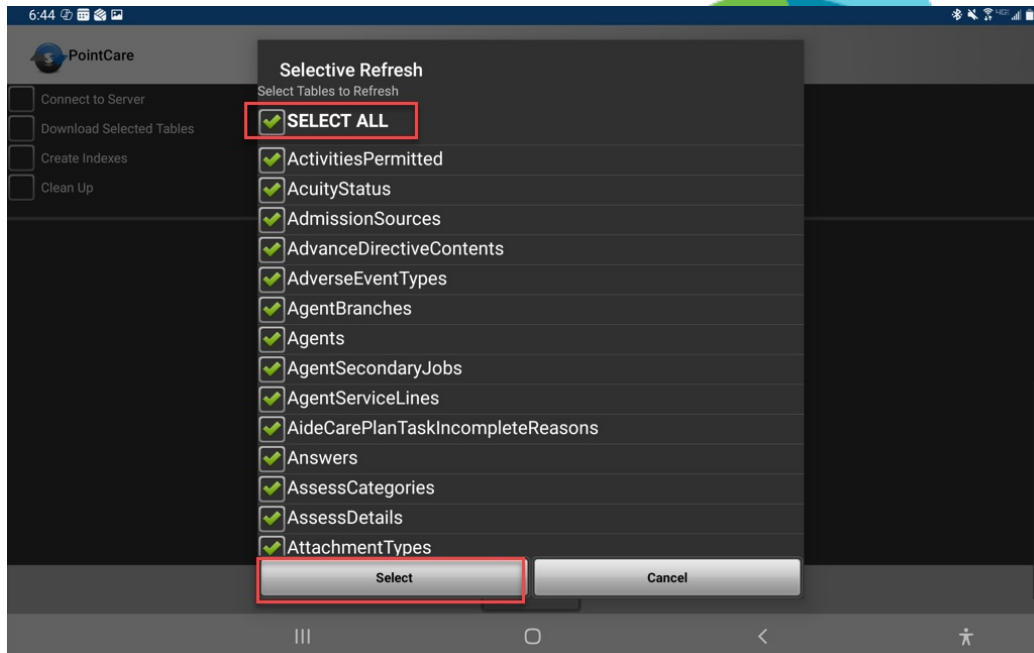 6:44
PointCare
Selective Refresh
Select Tables to Refresh
Connect to Server
Download Selected Tables
Create Indexes
Clean Up
SELECT ALL
ActivitiesPermitted
AcuityStatus
AdmissionSources
AdvanceDirectiveContents
AdverseEventTypes
AgentBranches
Agents
AgentSecondaryJobs
AgentServiceLines
AideCarePlanTaskIncompleteReasons
Answers
AssessCategories
AssessDetails
AttachmentTypes
Select
Cancel